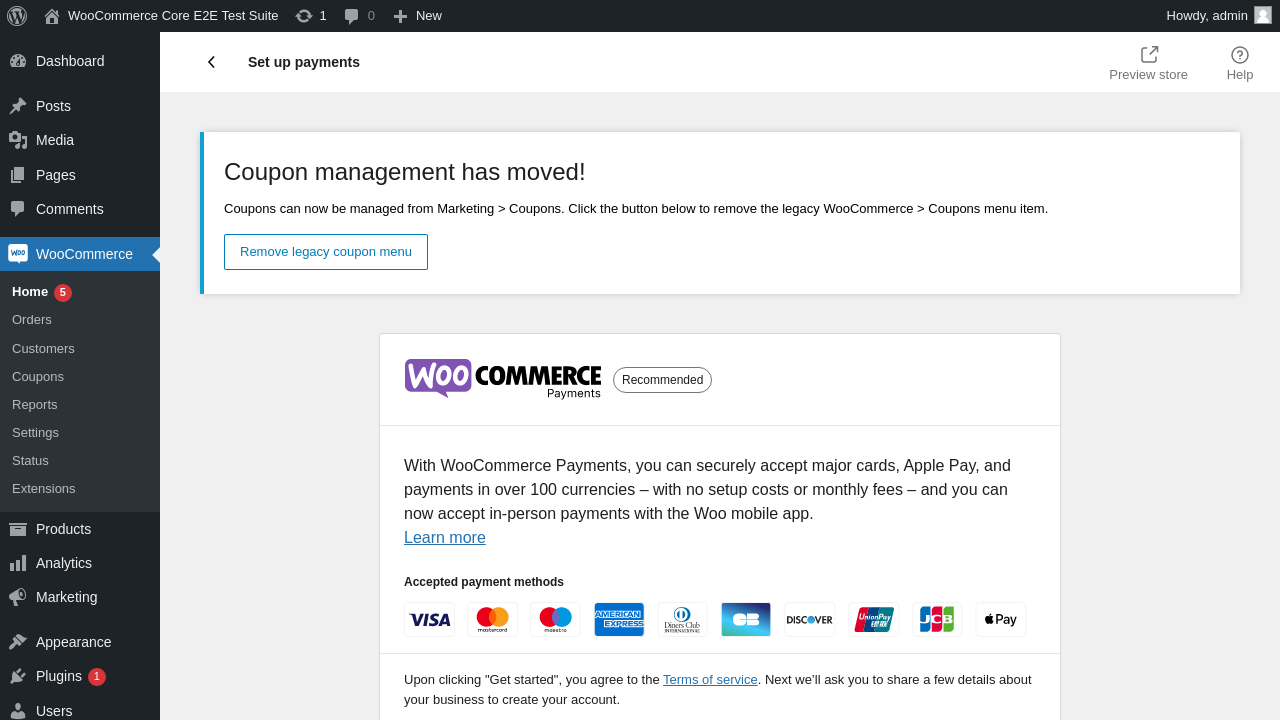 WooCommerce Core E2E Test Suite 1 0 New Howdy, admin
Dashboard
Posts
Media
Pages
Comments
WOO WooCommerce
Home 5
Orders
Customers
Coupons
Reports
Settings
Status
Extensions
Products
Analytics
Marketing
Appearance
Plugins 1
Users
Set up payments
Preview store
Help
Coupon management has moved!
Coupons can now be managed from Marketing > Coupons. Click the button below to remove the legacy WooCommerce > Coupons menu item.
Remove legacy coupon menu
WOO COMMERCE
Payments
Recommended
With WooCommerce Payments, you can securely accept major cards, Apple Pay, and
payments in over 100 currencies – with no setup costs or monthly fees – and you can
now accept in-person payments with the Woo mobile app.
Learn more
Accepted payment methods
VISA
mastercard
maestro
AMERICAN
EXPRESS
Diners Club
INTERNATIONAL
CB
DISCOVER
UnionPay
银联
JCB
Pay
Upon clicking "Get started", you agree to the Terms of service. Next we’ll ask you to share a few details about
your business to create your account.